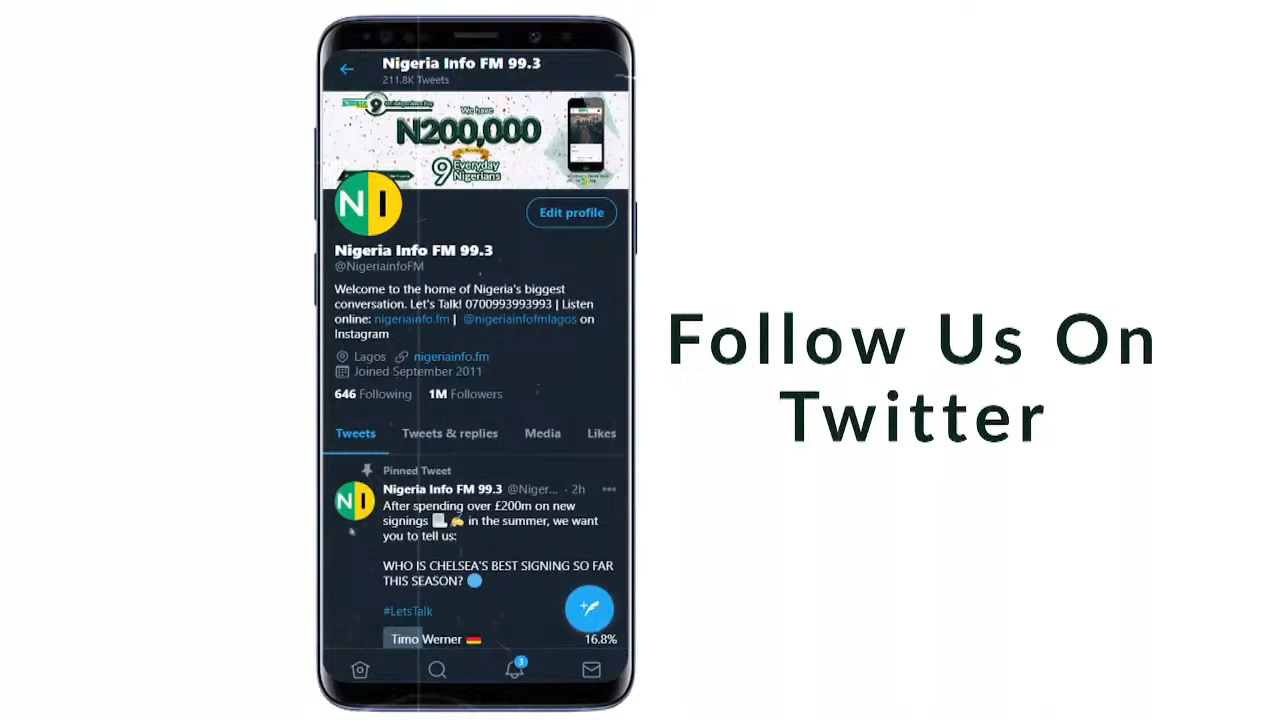 Nigeria Info FM 99.3
211.8K Tweets
We have
N200,000
9 Everyday
Nigerians
NI
Edit profile
Nigeria Info FM 99.3
@NigeriainfoFM
Welcome to the home of Nigeria's biggest
conversation. Let's Talk! 0700993993993 | Listen
online: nigeriainfo.fm | @nigeriainfofmlagos on
Instagram
Lagos nigeriainfo.fm
Joined September 2011
646 Following 1M Followers
Tweets Tweets & replies Media Likes
Pinned Tweet
NI
Nigeria Info FM 99.3 @Niger... · 2h
After spending over £200m on new
signings 📃✍️ in the summer, we want
you to tell us:
WHO IS CHELSEA'S BEST SIGNING SO FAR
THIS SEASON? 🔵
#LetsTalk
Timo Werner 🇩🇪 16.8%
3
Follow Us On
Twitter